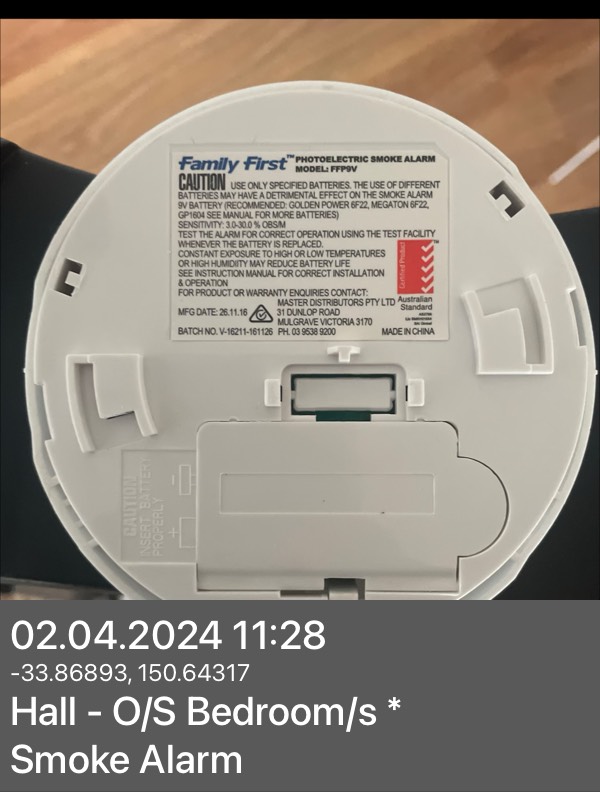 Family First™ PHOTOELECTRIC SMOKE ALARM
MODEL: FFP9V
CAUTION USE ONLY SPECIFIED BATTERIES. THE USE OF DIFFERENT
BATTERIES MAY HAVE A DETRIMENTAL EFFECT ON THE SMOKE ALARM
9V BATTERY (RECOMMENDED: GOLDEN POWER 6F22, MEGATON 6F22,
GP1604 SEE MANUAL FOR MORE BATTERIES)
SENSITIVITY: 3.0-30.0 % OBS/M
TEST THE ALARM FOR CORRECT OPERATION USING THE TEST FACILITY
WHENEVER THE BATTERY IS REPLACED.
CONSTANT EXPOSURE TO HIGH OR LOW TEMPERATURES
OR HIGH HUMIDITY MAY REDUCE BATTERY LIFE
SEE INSTRUCTION MANUAL FOR CORRECT INSTALLATION
& OPERATION
FOR PRODUCT OR WARRANTY ENQUIRIES CONTACT:
MASTER DISTRIBUTORS PTY LTD
MFG DATE: 26.11.16 31 DUNLOP ROAD
MULGRAVE VICTORIA 3170
BATCH NO. V-16211-161126 PH. 03 9538 9200 MADE IN CHINA
Certified Product
Australian
Standard
CAUTION
INSERT BATTERY
PROPERLY
02.04.2024 11:28
-33.86893, 150.64317
Hall - O/S Bedroom/s *
Smoke Alarm